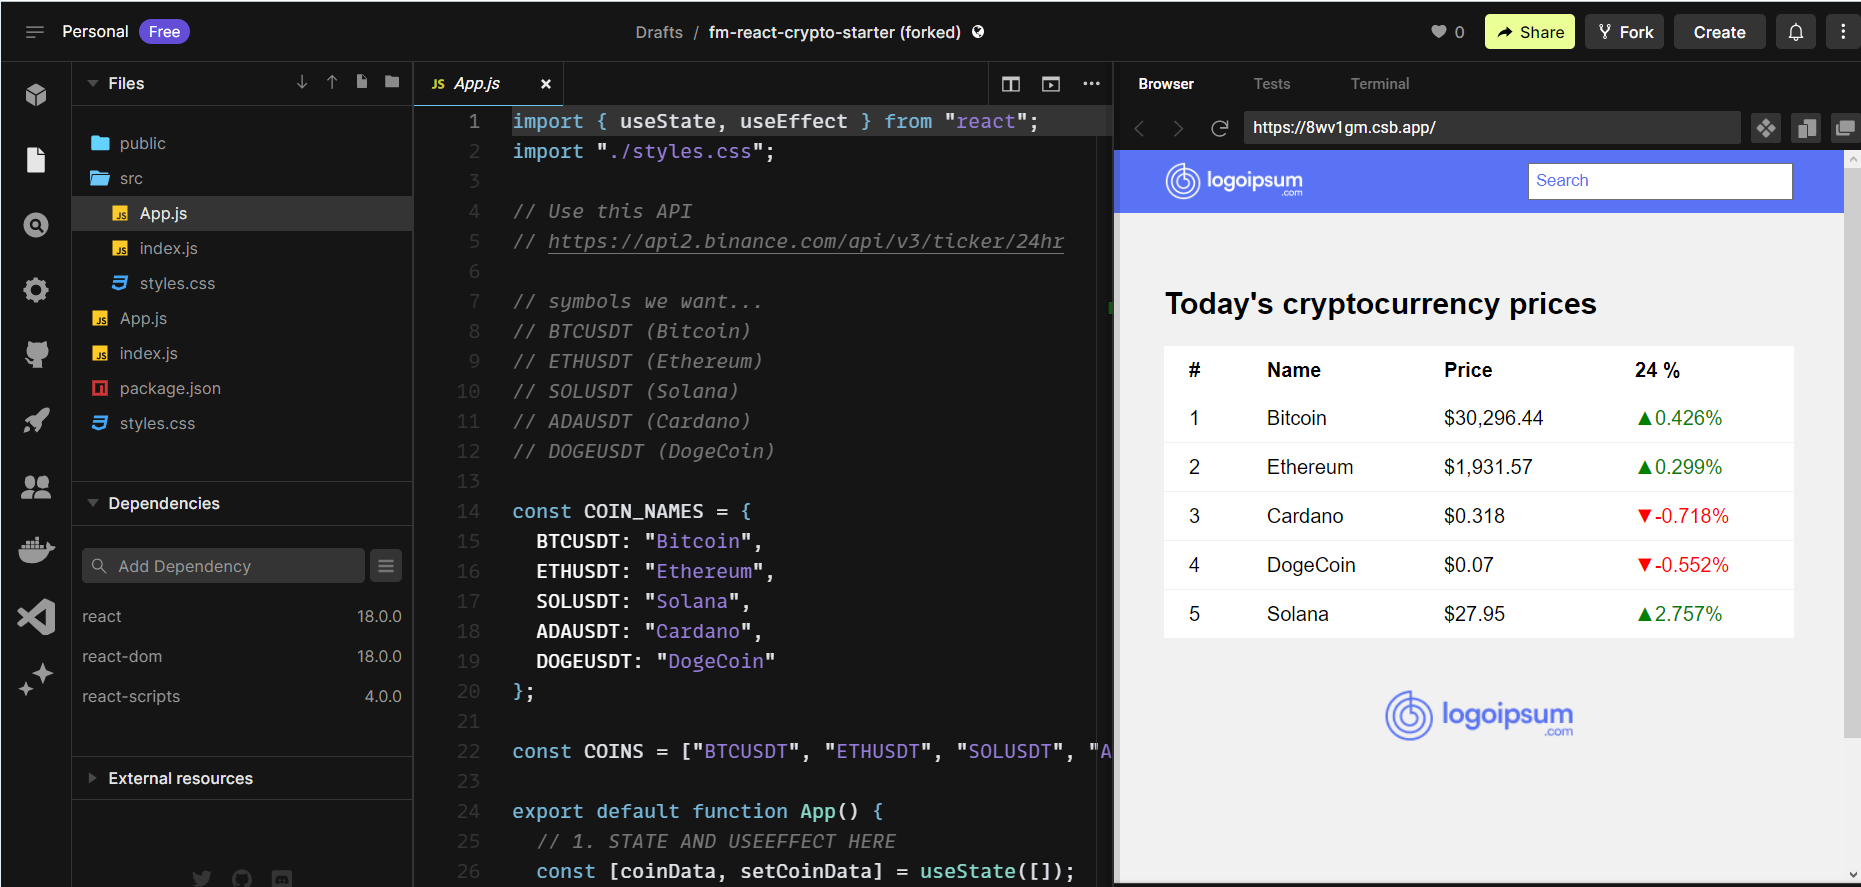 Personal Free
Drafts / fm-react-crypto-starter (forked)
0 Share Fork Create
Files
public
src
App.js
index.js
styles.css
App.js
index.js
package.json
styles.css
Dependencies
Add Dependency
react 18.0.0
react-dom 18.0.0
react-scripts 4.0.0
External resources
JS App.js
1 import { useState, useEffect } from "react";
2 import "./styles.css";
3
4 // Use this API
5 // https://api2.binance.com/api/v3/ticker/24hr
6
7 // symbols we want...
8 // BTCUSDT (Bitcoin)
9 // ETHUSDT (Ethereum)
10 // SOLUSDT (Solana)
11 // ADAUSDT (Cardano)
12 // DOGEUSDT (DogeCoin)
13
14 const COIN_NAMES = {
15 BTCUSDT: "Bitcoin",
16 ETHUSDT: "Ethereum",
17 SOLUSDT: "Solana",
18 ADAUSDT: "Cardano",
19 DOGEUSDT: "DogeCoin"
20 };
21
22 const COINS = ["BTCUSDT", "ETHUSDT", "SOLUSDT", "A
23
24 export default function App() {
25 // 1. STATE AND USEEFFECT HERE
26 const [coinData, setCoinData] = useState([]);
Browser Tests Terminal
https://8wv1gm.csb.app/
logoipsum
.com
Search
Today's cryptocurrency prices
# Name Price 24 %
1 Bitcoin $30,296.44 ▲0.426%
2 Ethereum $1,931.57 ▲0.299%
3 Cardano $0.318 ▼-0.718%
4 DogeCoin $0.07 ▼-0.552%
5 Solana $27.95 ▲2.757%
logoipsum
.com